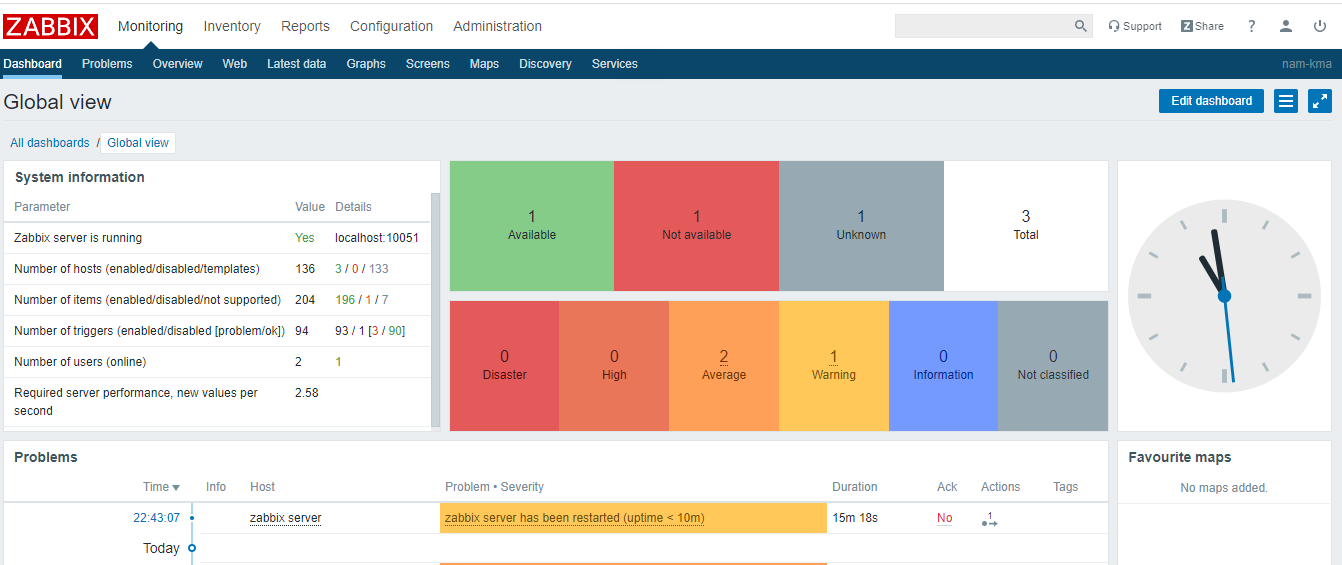 ZABBIX Monitoring Inventory Reports Configuration Administration Support Z Share ?
Dashboard Problems Overview Web Latest data Graphs Screens Maps Discovery Services nam-kma
Global view Edit dashboard
All dashboards / Global view
System information
Parameter Value Details
Zabbix server is running Yes localhost:10051
Number of hosts (enabled/disabled/templates) 136 3 / 0 / 133
Number of items (enabled/disabled/not supported) 204 196 / 1 / 7
Number of triggers (enabled/disabled [problem/ok]) 94 93 / 1 [3 / 90]
Number of users (online) 2 1
Required server performance, new values per
second 2.58
1 1 1 3
Available Not available Unknown Total
0 0 2 1 0 0
Disaster High Average Warning Information Not classified
Problems
Time Info Host Problem • Severity Duration Ack Actions Tags
22:43:07 zabbix server zabbix server has been restarted (uptime < 10m) 15m 18s No 1
Today
Favourite maps
No maps added.